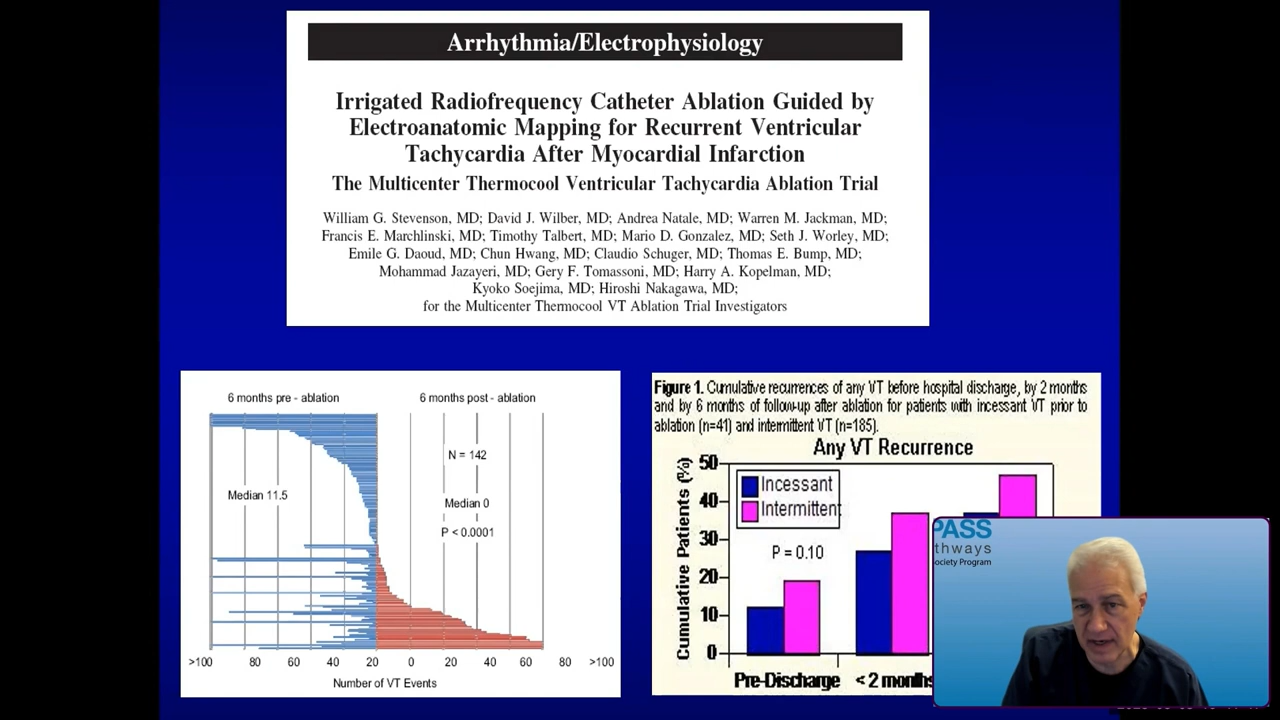 Arrhythmia/Electrophysiology
Irrigated Radiofrequency Catheter Ablation Guided by
Electroanatomic Mapping for Recurrent Ventricular
Tachycardia After Myocardial Infarction
The Multicenter Thermocool Ventricular Tachycardia Ablation Trial
William G. Stevenson, MD; David J. Wilber, MD; Andrea Natale, MD; Warren M. Jackman, MD;
Francis E. Marchlinski, MD; Timothy Talbert, MD; Mario D. Gonzalez, MD; Seth J. Worley, MD;
Emile G. Daoud, MD; Chun Hwang, MD; Claudio Schuger, MD; Thomas E. Bump, MD;
Mohammad Jazayeri, MD; Gery F. Tomassoni, MD; Harry A. Kopelman, MD;
Kyoko Soejima, MD; Hiroshi Nakagawa, MD;
for the Multicenter Thermocool VT Ablation Trial Investigators
6 months pre - ablation 6 months post - ablation
N = 142
Median 11.5
Median 0
P < 0.0001
>100 80 60 40 20 0 20 40 60 80 >100
Number of VT Events
Figure 1. Cumulative recurrences of any VT before hospital discharge, by 2 months
and by 6 months of follow-up after ablation for patients with incessant VT prior to
ablation (n=41) and intermittent VT (n=185).
Any VT Recurrence
Cumulative Patients (%)
50
40
30
20
10
0
Incessant
Intermittent
P = 0.10
Pre-Discharge < 2 months
PASS
thways
ociety Program